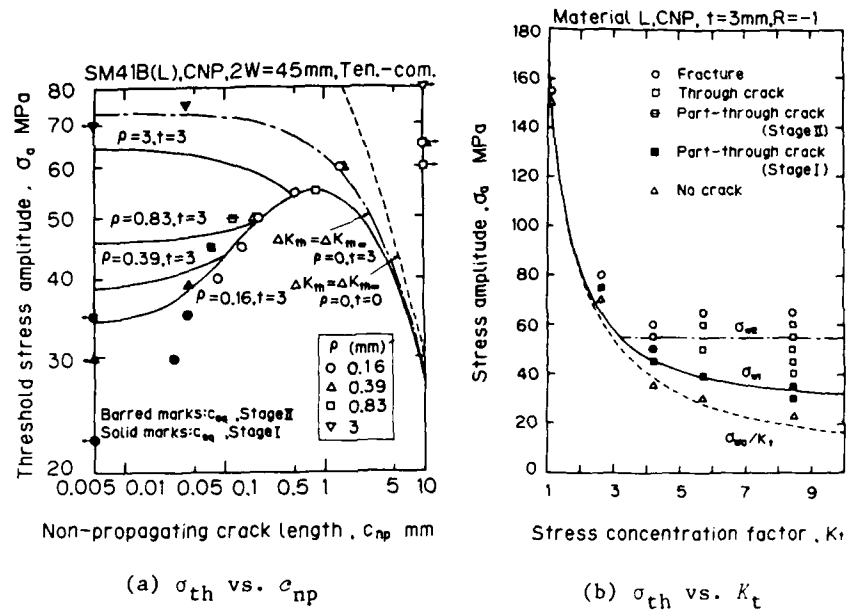 SM41B(L),CNP,2W=45mm,Ten.-com.
Threshold stress amplitude, σa MPa
80
70
60
50
40
30
20
ρ=3,t=3
ρ=0.83,t=3
ρ=0.39,t=3
ρ=0.16,t=3
ΔKth=ΔKth∞
ρ=0,t=3
ΔKth=ΔKth∞
ρ=0,t=0
ρ (mm)
○ 0.16
△ 0.39
□ 0.83
▽ 3
Barred marks:ceq,Stage II
Solid marks:ceq,Stage I
0.005 0.01 0.05 0.1 0.5 1 5 10
Non-propagating crack length, cnp mm
(a) σth vs. cnp
Material L,CNP, t=3mm,R=-1
Stress amplitude, σa MPa
180
160
140
120
100
80
60
40
20
0
○ Fracture
□ Through crack
Part-through crack
(Stage II)
■ Part-through crack
(Stage I)
△ No crack
σw2
σw1
σw0/Kt
1 3 5 7 9
Stress concentration factor, Kt
(b) σth vs. Kt